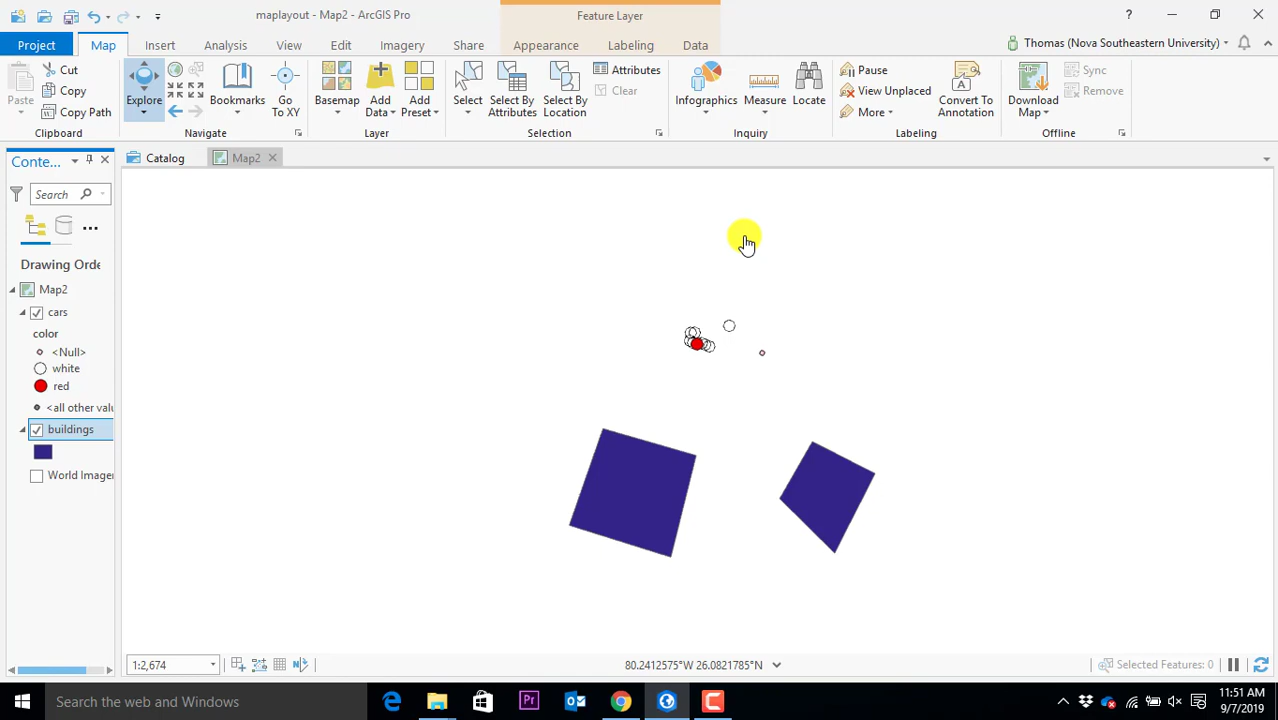 maplayout - Map2 - ArcGIS Pro
Feature Layer
?
Project
Map
Insert
Analysis
View
Edit
Imagery
Share
Appearance
Labeling
Data
Thomas (Nova Southeastern University)
Paste
Cut
Copy
Copy Path
Clipboard
Explore
Bookmarks
Go To XY
Navigate
Basemap
Add Data
Add Preset
Layer
Select
Select By Attributes
Select By Location
Attributes
Clear
Selection
Infographics
Measure
Locate
Inquiry
Pause
View Unplaced
More
Convert To Annotation
Labeling
Download Map
Sync
Remove
Offline
Conte...
Catalog
Map2
Search
Drawing Orde
Map2
cars
color
<Null>
white
red
<all other valu
buildings
World Imager
1:2,674
80.2412575°W 26.0821785°N
Selected Features: 0
Search the web and Windows
Pr
11:51 AM
9/7/2019